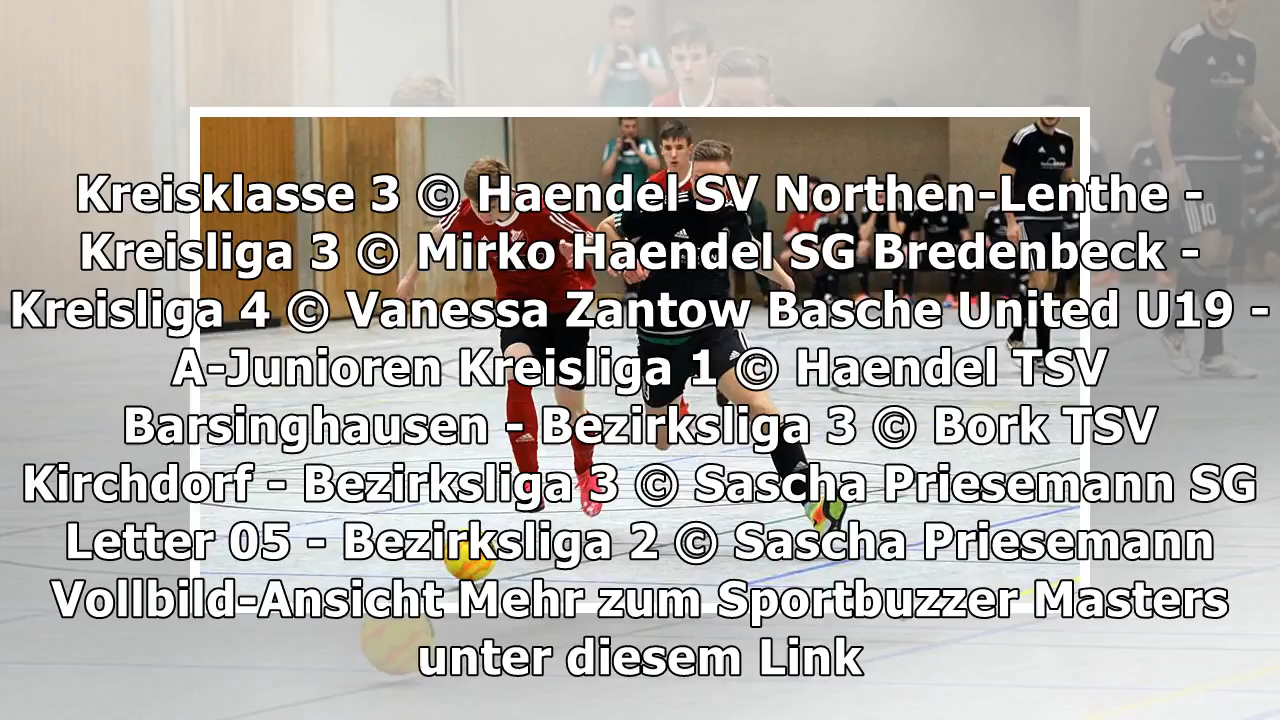 Kreisklasse 3 © Haendel SV Northen-Lenthe -
Kreisliga 3 © Mirko Haendel SG Bredenbeck -
Kreisliga 4 © Vanessa Zantow Basche United U19 -
A-Junioren Kreisliga 1 © Haendel TSV
Barsinghausen - Bezirksliga 3 © Bork TSV
Kirchdorf - Bezirksliga 3 © Sascha Priesemann SG
Letter 05 - Bezirksliga 2 © Sascha Priesemann
Vollbild-Ansicht Mehr zum Sportbuzzer Masters
unter diesem Link